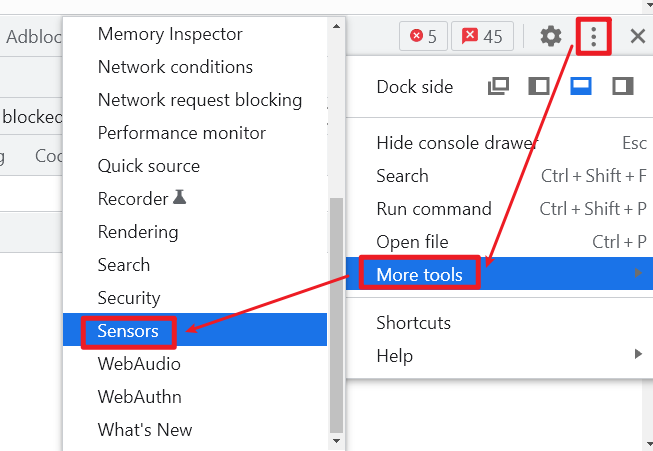 Adbloc
5
45
blocked
Coo
Memory Inspector
Network conditions
Network request blocking
Performance monitor
Quick source
Recorder
Rendering
Search
Security
Sensors
WebAudio
WebAuthn
What's New
Dock side
Hide console drawer Esc
Search Ctrl + Shift + F
Run command Ctrl + Shift + P
Open file Ctrl + P
More tools
Shortcuts
Help